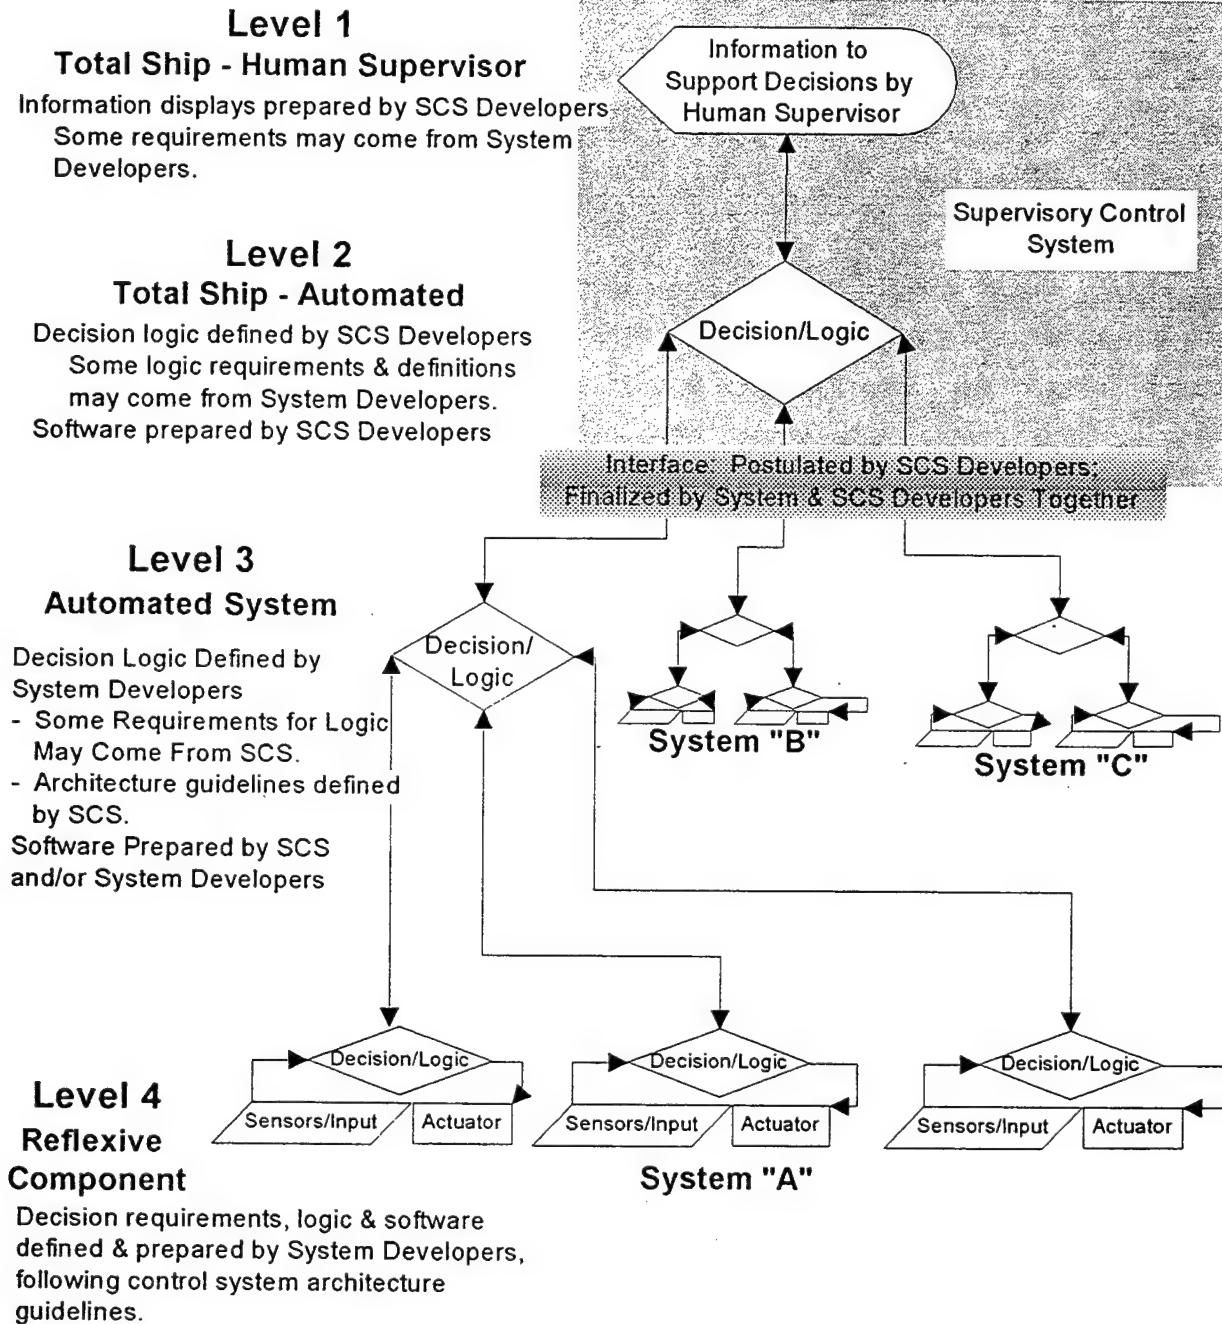 Level 1
Total Ship - Human Supervisor
Information displays prepared by SCS Developers
Some requirements may come from System
Developers.
Information to
Support Decisions by
Human Supervisor
Supervisory Control
System
Level 2
Total Ship - Automated
Decision logic defined by SCS Developers
Some logic requirements & definitions
may come from System Developers.
Software prepared by SCS Developers
Decision/Logic
Interface: Postulated by SCS Developers;
Finalized by System & SCS Developers Together
Level 3
Automated System
Decision Logic Defined by
System Developers
- Some Requirements for Logic
May Come From SCS.
- Architecture guidelines defined
by SCS.
Software Prepared by SCS
and/or System Developers
Decision/
Logic
System "B"
System "C"
Level 4
Reflexive
Component
Decision requirements, logic & software
defined & prepared by System Developers,
following control system architecture
guidelines.
Decision/Logic
Sensors/Input
Actuator
Decision/Logic
Sensors/Input
Actuator
Decision/Logic
Sensors/Input
Actuator
System "A"